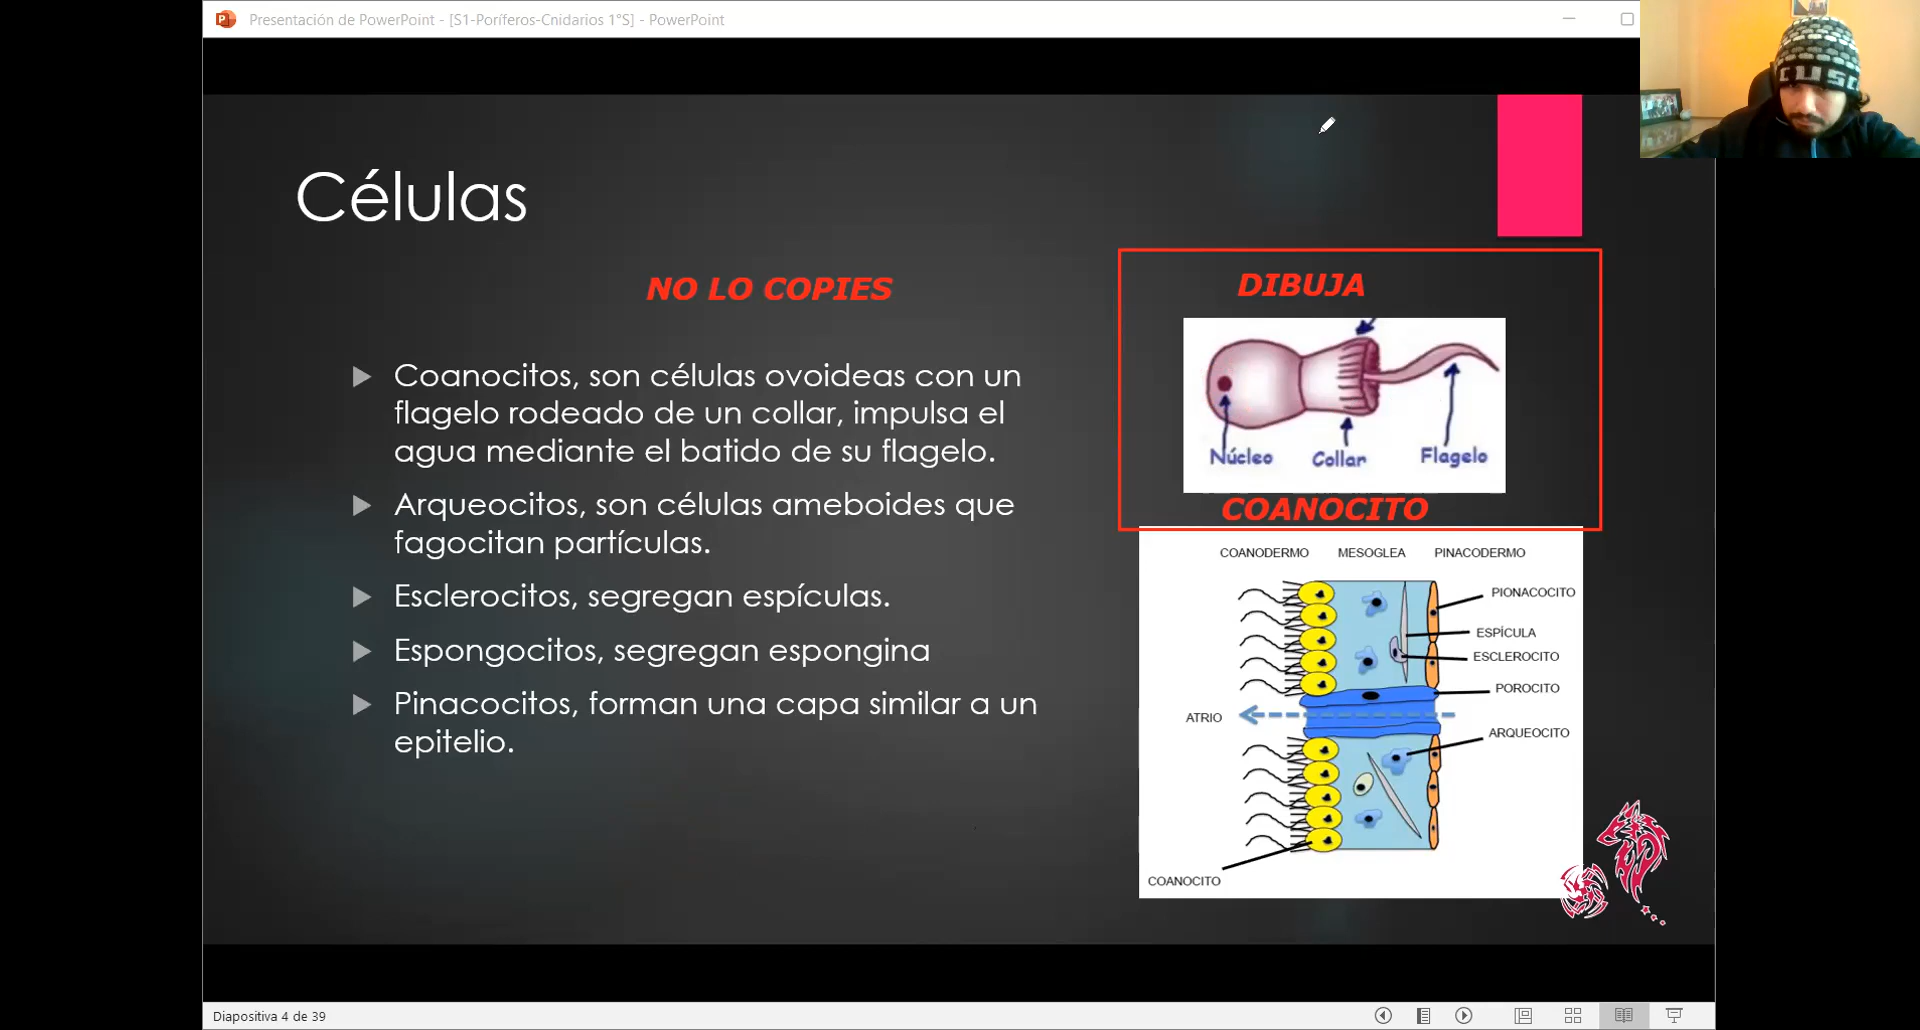 Presentación de PowerPoint - [S1-Poríferos-Cnidarios 1°S] - PowerPoint
CUSC
Células
NO LO COPIES
Coanocitos, son células ovoideas con un
flagelo rodeado de un collar, impulsa el
agua mediante el batido de su flagelo.
Arqueocitos, son células ameboides que
fagocitan partículas.
Esclerocitos, segregan espículas.
Espongocitos, segregan espongina
Pinacocitos, forman una capa similar a un
epitelio.
DIBUJA
Núcleo Collar Flagelo
COANOCITO
COANODERMO MESOGLEA PINACODERMO
PIONACOCITO
ESPÍCULA
ESCLEROCITO
POROCITO
ATRIO
ARQUEOCITO
COANOCITO
Diapositiva 4 de 39